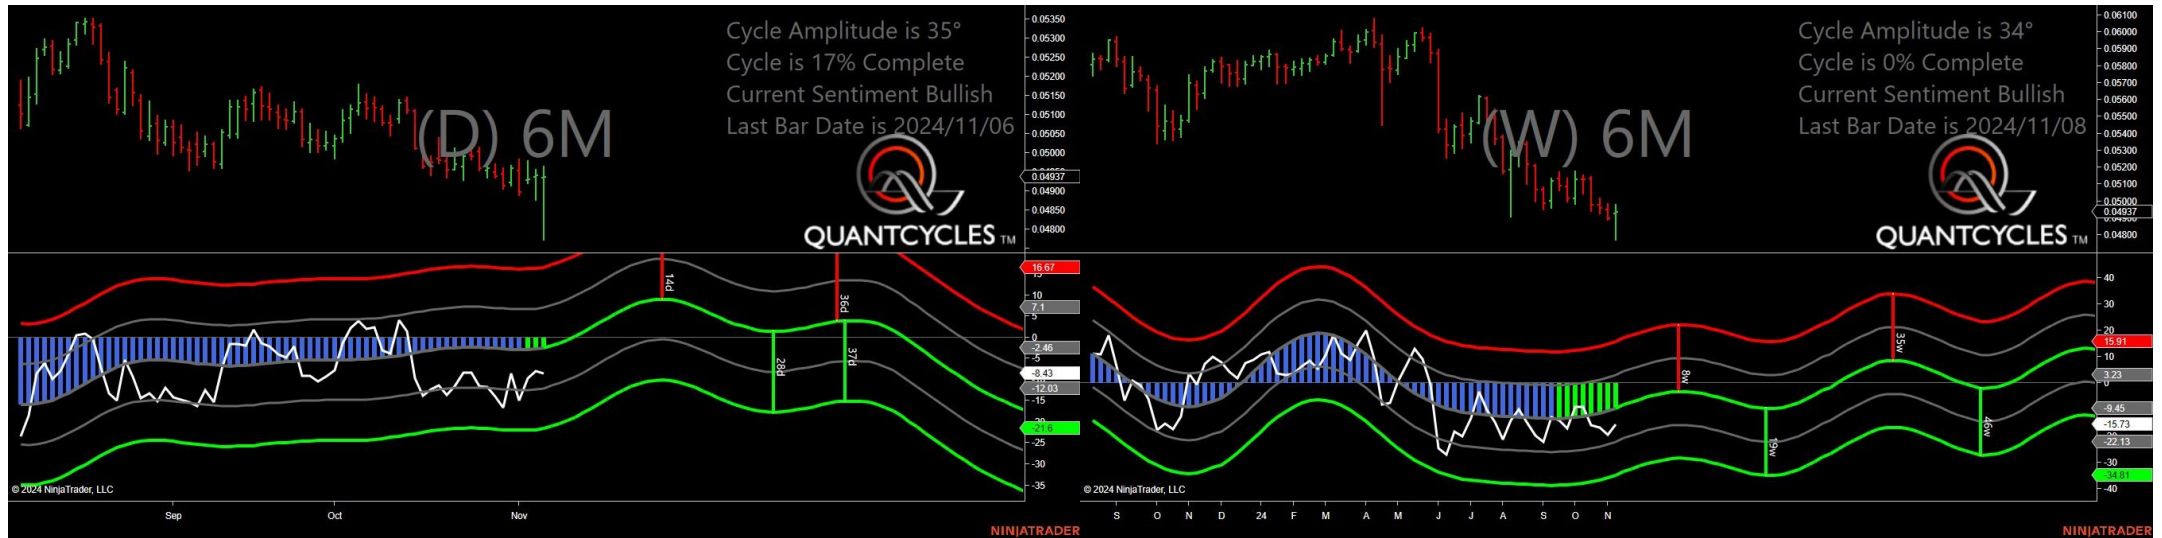 Cycle Amplitude is 35°
Cycle is 17% Complete
Current Sentiment Bullish
Last Bar Date is 2024/11/06
(D) 6M
QUANTCYCLES TM
0.05350
0.05300
0.05250
0.05200
0.05150
0.05100
0.05050
0.05000
0.04937
0.04900
0.04850
0.04800
14d
36d
28d
37d
16.67
10
7.1
5
0
-2.46
-5
-8.43
-12.03
-15
-21.6
-25
-30
-35
© 2024 NinjaTrader, LLC
Sep
Oct
Nov
NINJATRADER
Cycle Amplitude is 34°
Cycle is 0% Complete
Current Sentiment Bullish
Last Bar Date is 2024/11/08
(W) 6M
QUANTCYCLES TM
0.06100
0.06000
0.05900
0.05800
0.05700
0.05600
0.05500
0.05400
0.05300
0.05200
0.05100
0.05000
0.04937
0.04800
8w
19w
35w
46w
40
30
20
15.91
10
3.23
0
-9.45
-15.73
-22.13
-30
-34.81
-40
© 2024 NinjaTrader, LLC
S O N D 24 F M A M J J A S O N
NINJATRADER